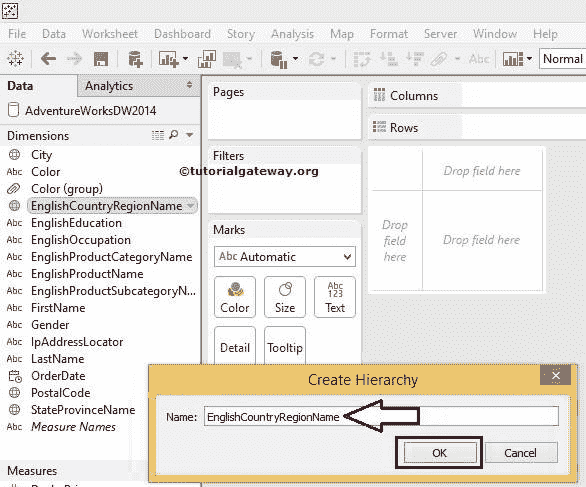 File Data Worksheet Dashboard Story Analysis Map Format Server Window Help
Abc Normal
Data Analytics
AdventureWorksDW2014
Dimensions
City
Abc Color
Color (group)
EnglishCountryRegionName
Abc EnglishEducation
Abc EnglishOccupation
Abc EnglishProductCategoryName
Abc EnglishProductName
Abc EnglishProductSubcategoryN...
Abc FirstName
Abc Gender
Abc IpAddressLocator
Abc LastName
OrderDate
PostalCode
StateProvinceName
Abc Measure Names
Measures
Pages
Filters
©tutorialgateway.org
Marks
Abc Automatic
Color Size Abc 123 Text
Detail Tooltip
Columns
Rows
Drop field here
Drop field here
Drop field here
Create Hierarchy
Name: EnglishCountryRegionName
OK Cancel